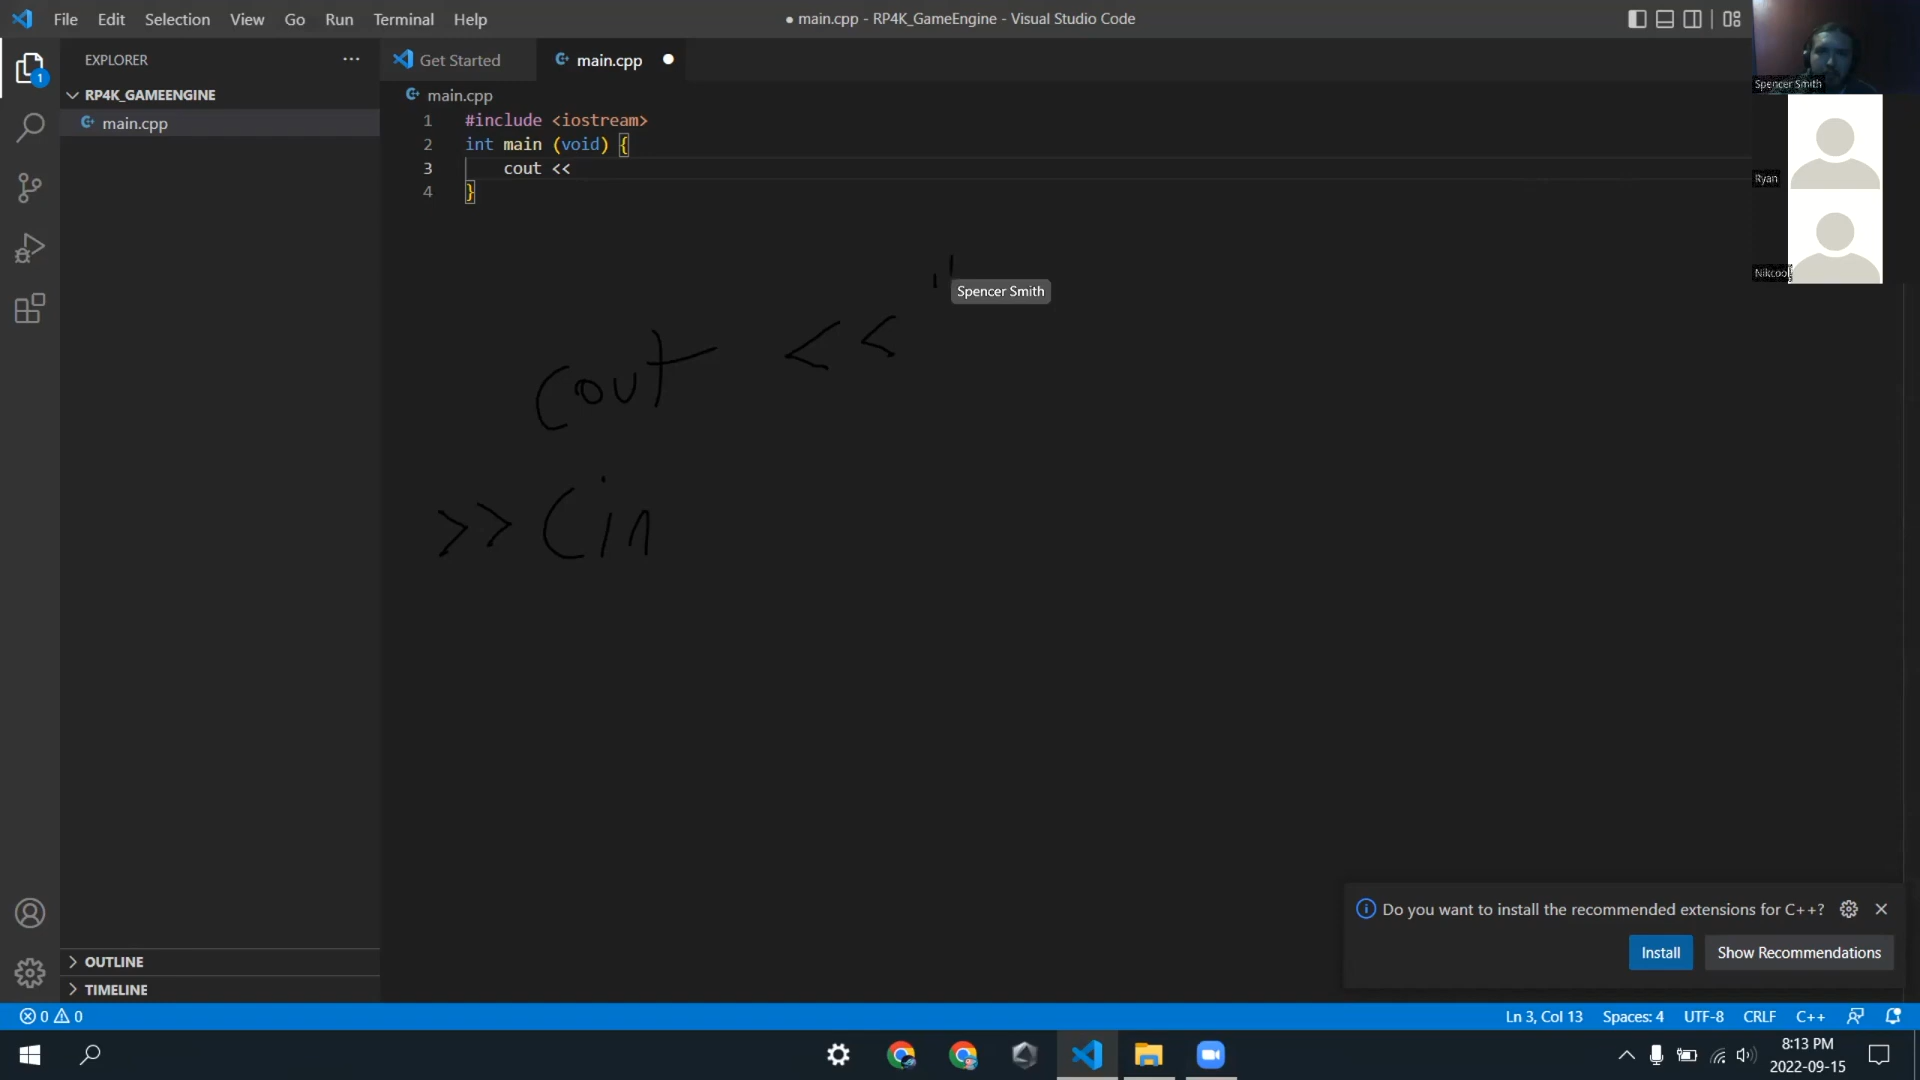 File Edit Selection View Go Run Terminal Help
● main.cpp - RP4K_GameEngine - Visual Studio Code
EXPLORER
Get Started
main.cpp
Spencer Smith
RP4K_GAMEENGINE
main.cpp
main.cpp
1 #include <iostream>
2 int main (void) {
3 cout <<
4 }
Ryan
Nikcool
"
Spencer Smith
cout <<
>> Cin
1
Do you want to install the recommended extensions for C++?
Install
Show Recommendations
OUTLINE
TIMELINE
0 0
Ln 3, Col 13 Spaces: 4 UTF-8 CRLF C++
8:13 PM
2022-09-15